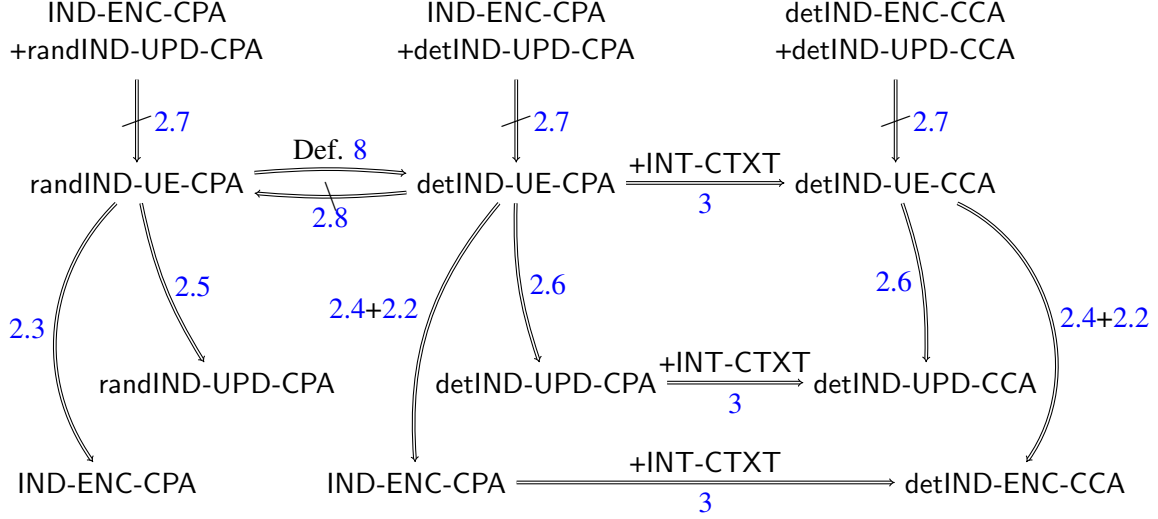 IND-ENC-CPA
+randIND-UPD-CPA
IND-ENC-CPA
+detIND-UPD-CPA
detIND-ENC-CCA
+detIND-UPD-CCA
2.7
2.7
2.7
randIND-UE-CPA
Def. 8
2.8
detIND-UE-CPA
+INT-CTXT
3
detIND-UE-CCA
2.3
2.5
2.4+2.2
2.6
2.6
2.4+2.2
randIND-UPD-CPA
detIND-UPD-CPA
+INT-CTXT
3
detIND-UPD-CCA
IND-ENC-CPA
IND-ENC-CPA
+INT-CTXT
3
detIND-ENC-CCA